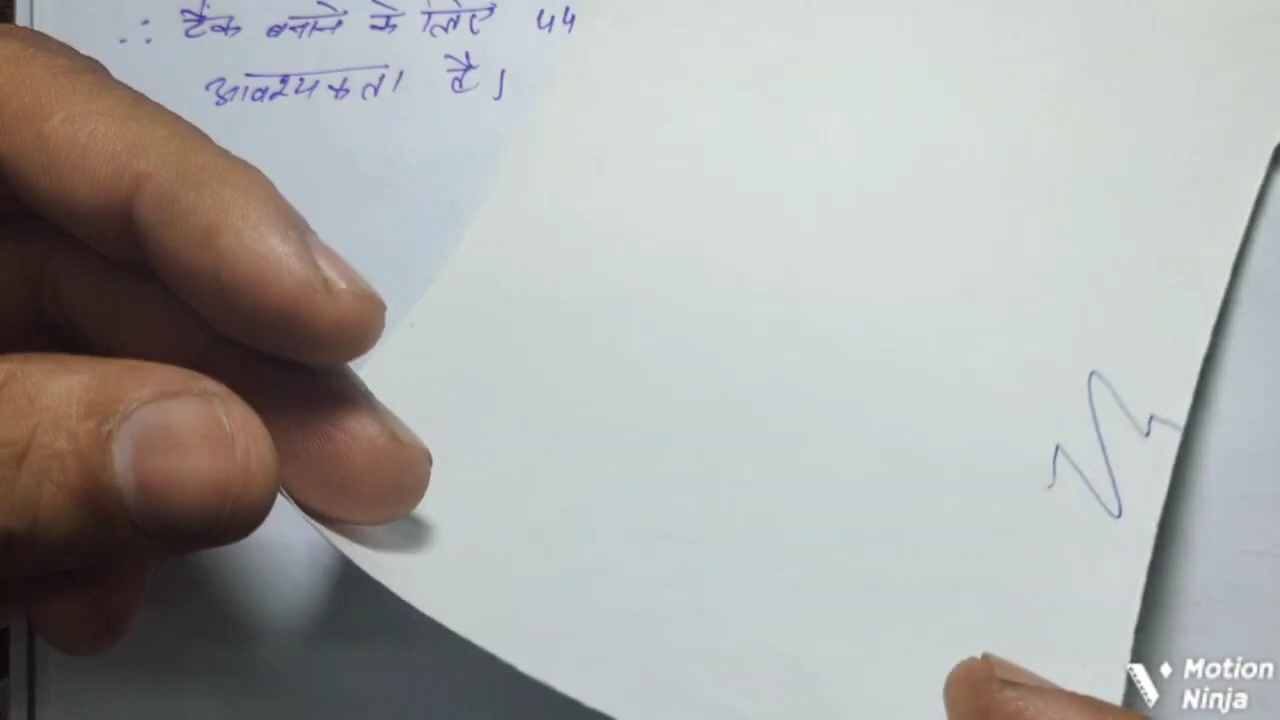 ∴ टैंक बनाने के लिए 44
आवश्यकता है।
Motion
Ninja